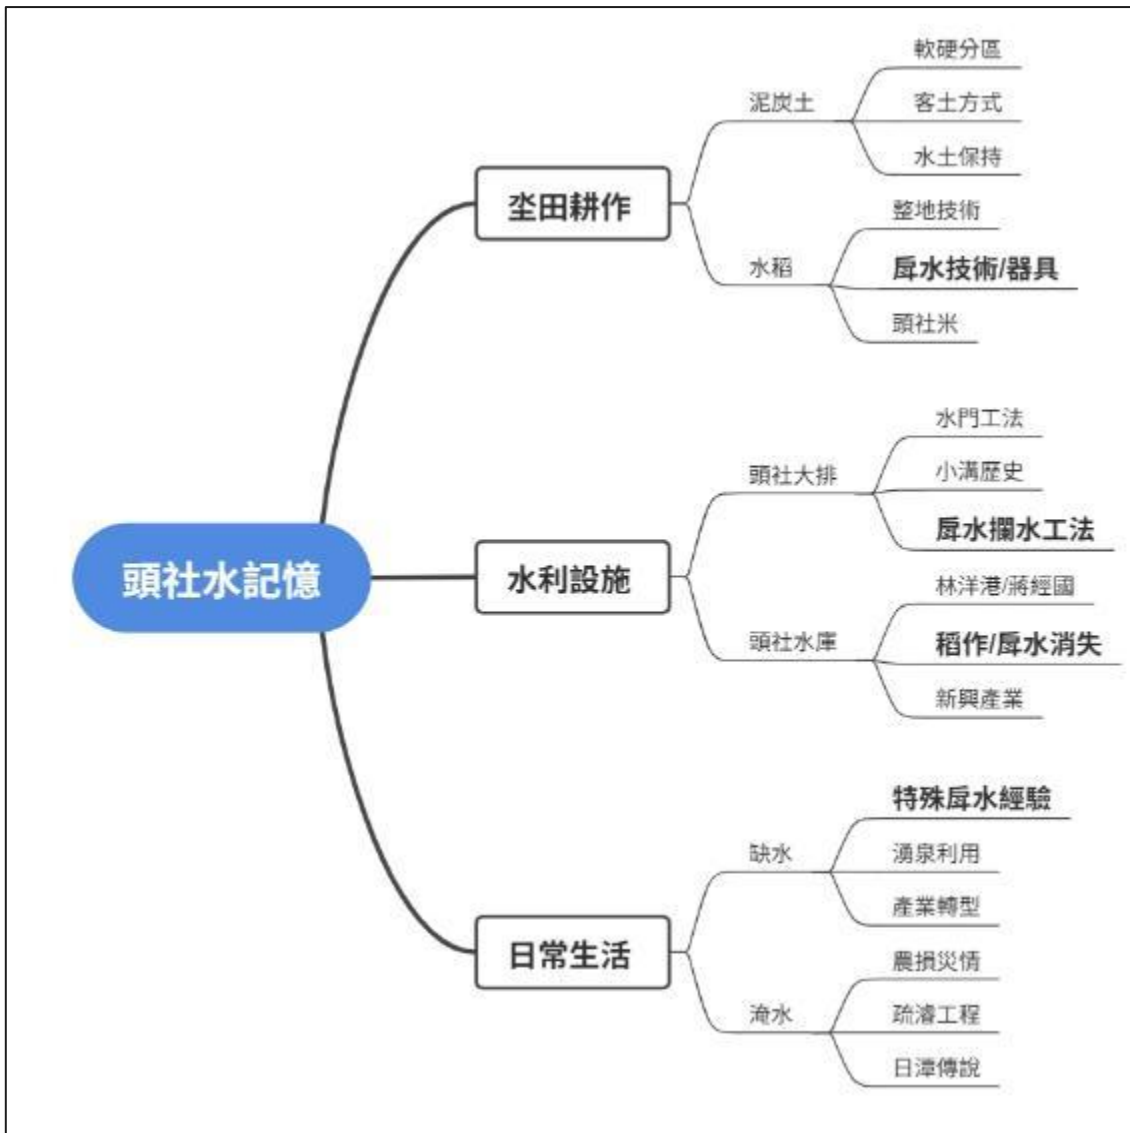 頭社水記憶
坔田耕作
泥炭土
軟硬分區
客土方式
水土保持
水稻
整地技術
戽水技術/器具
頭社米
水利設施
頭社大排
水門工法
小溝歷史
戽水攔水工法
頭社水庫
林洋港/蔣經國
稻作/戽水消失
新興產業
日常生活
缺水
特殊戽水經驗
湧泉利用
產業轉型
淹水
農損災情
疏濬工程
日潭傳說